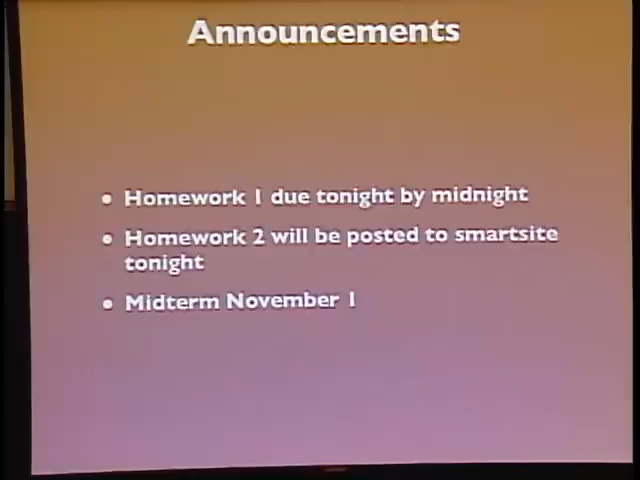 Announcements
• Homework 1 due tonight by midnight
• Homework 2 will be posted to smartsite
tonight
• Midterm November 1